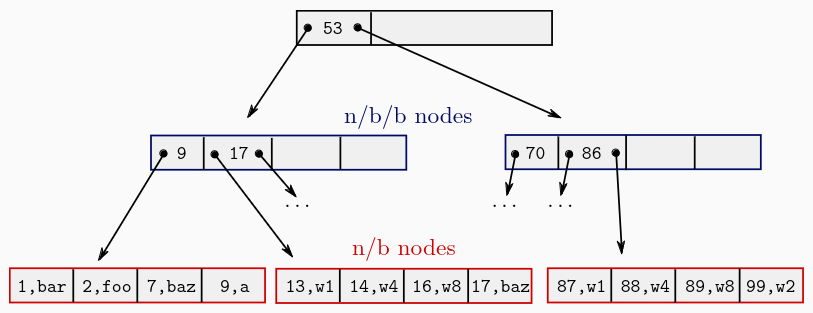 53
n/b/b nodes
9 17 70 86
... ... ...
n/b nodes
1,bar 2,foo 7,baz 9,a 13,w1 14,w4 16,w8 17,baz 87,w1 88,w4 89,w8 99,w2